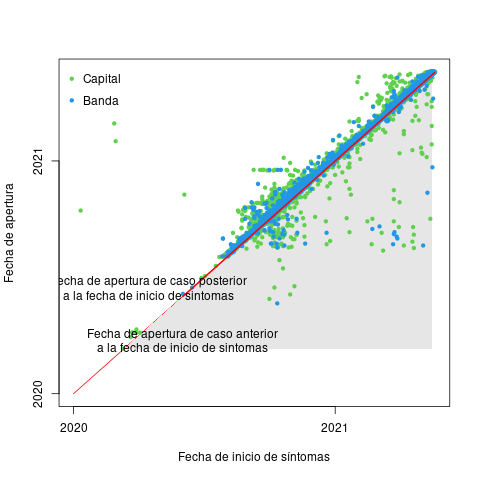 Capital
Banda
2021
Fecha de apertura
echa de apertura de caso posterior
a la fecha de inicio de síntomas
Fecha de apertura de caso anterior
a la fecha de inicio de síntomas
2020
2020
2021
Fecha de inicio de síntomas